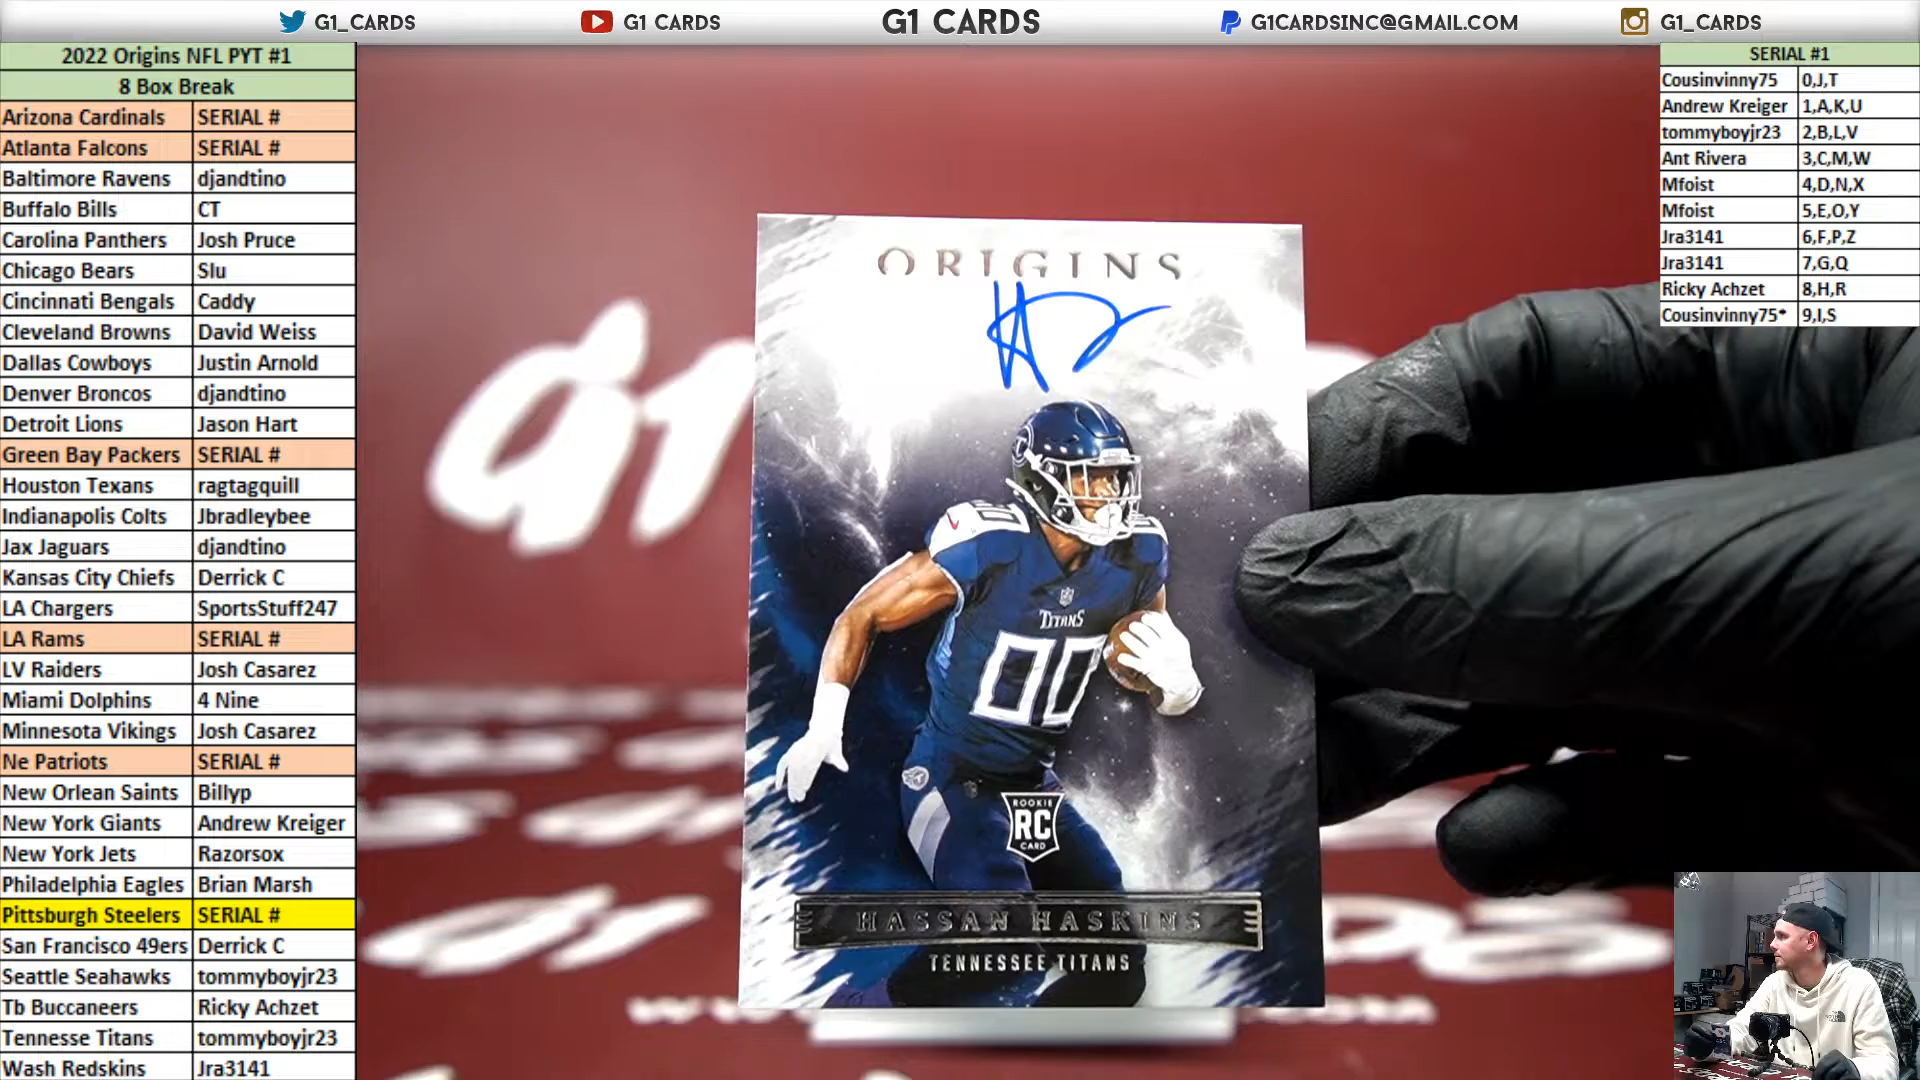 G1_CARDS
G1 CARDS
G1 CARDS
G1CARDSINC@GMAIL.COM
G1_CARDS
2022 Origins NFL PYT #1
8 Box Break
Arizona Cardinals SERIAL #
Atlanta Falcons SERIAL #
Baltimore Ravens djandtino
Buffalo Bills CT
Carolina Panthers Josh Pruce
Chicago Bears Slu
Cincinnati Bengals Caddy
Cleveland Browns David Weiss
Dallas Cowboys Justin Arnold
Denver Broncos djandtino
Detroit Lions Jason Hart
Green Bay Packers SERIAL #
Houston Texans ragtagquill
Indianapolis Colts Jbradleybee
Jax Jaguars djandtino
Kansas City Chiefs Derrick C
LA Chargers SportsStuff247
LA Rams SERIAL #
LV Raiders Josh Casarez
Miami Dolphins 4 Nine
Minnesota Vikings Josh Casarez
Ne Patriots SERIAL #
New Orlean Saints Billyp
New York Giants Andrew Kreiger
New York Jets Razorsox
Philadelphia Eagles Brian Marsh
Pittsburgh Steelers SERIAL #
San Francisco 49ers Derrick C
Seattle Seahawks tommyboyjr23
Tb Buccaneers Ricky Achzet
Tennesse Titans tommyboyjr23
Wash Redskins Jra3141
ORIGINS
TITANS
00
ROOKIE
RC
CARD
HASSAN HASKINS
TENNESSEE TITANS
SERIAL #1
Cousinvinny75 0,J,T
Andrew Kreiger 1,A,K,U
tommyboyjr23 2,B,L,V
Ant Rivera 3,C,M,W
Mfoist 4,D,N,X
Mfoist 5,E,O,Y
Jra3141 6,F,P,Z
Jra3141 7,G,Q
Ricky Achzet 8,H,R
Cousinvinny75* 9,I,S